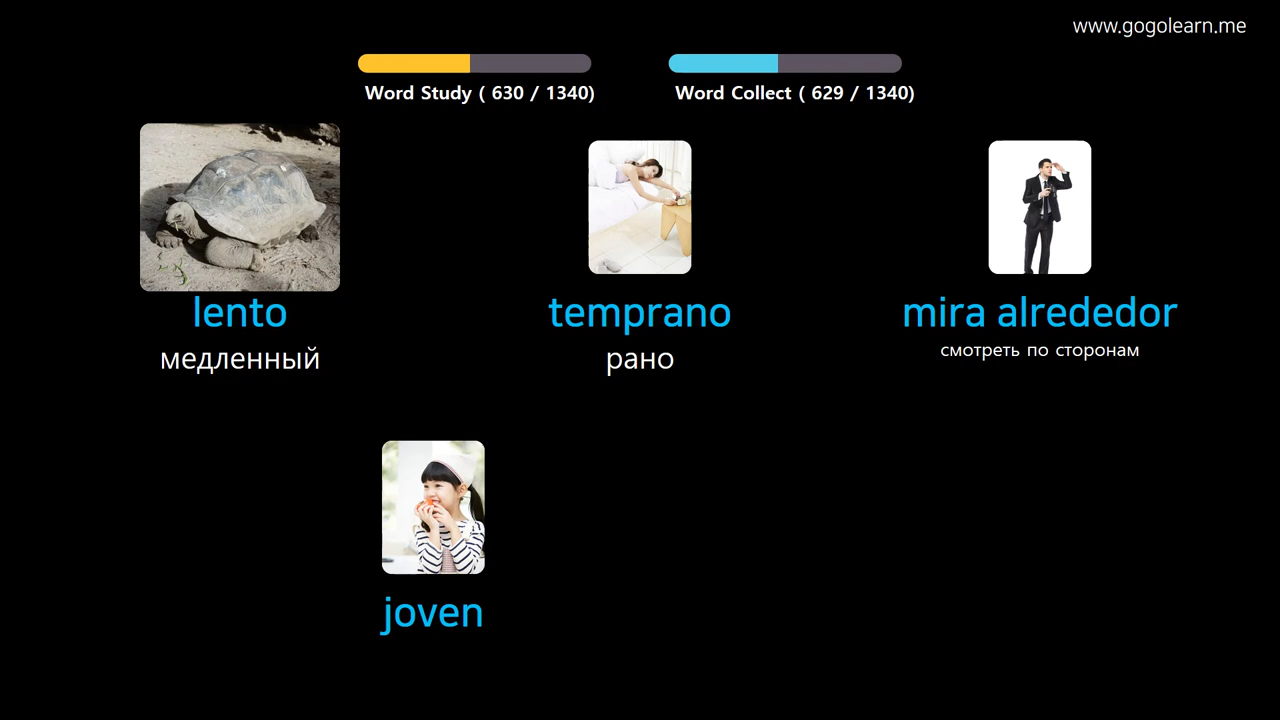 www.gogolearn.me
Word Study ( 630 / 1340)
Word Collect ( 629 / 1340)
lento
медленный
temprano
рано
mira alrededor
смотреть по сторонам
joven